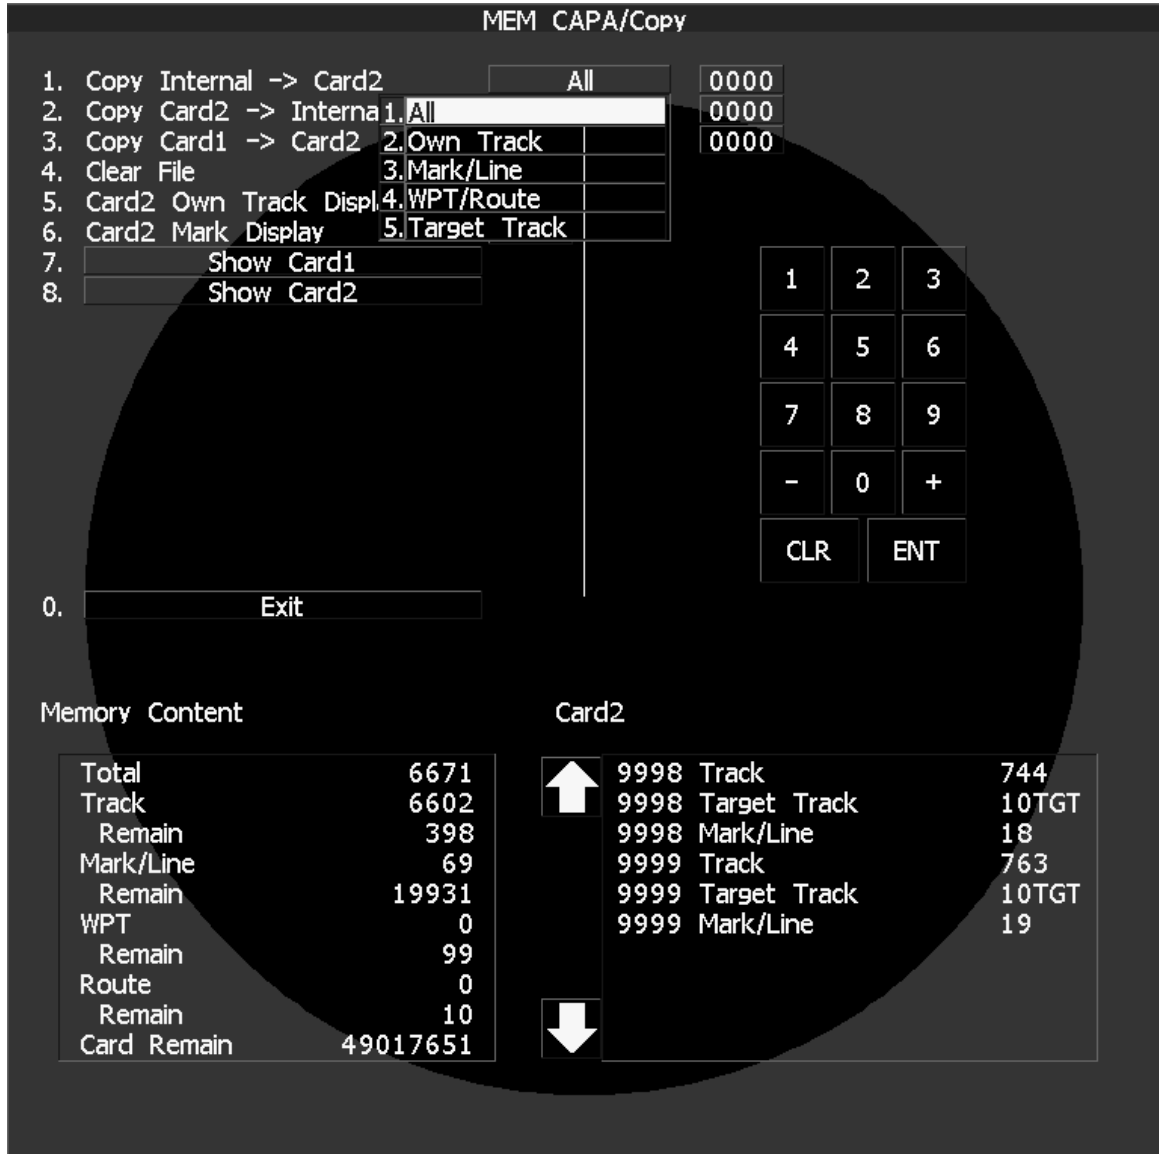 MEM CAPA/Copy
1. Copy Internal -> Card2 All 0000
2. Copy Card2 -> Interna 0000
3. Copy Card1 -> Card2 0000
4. Clear File
5. Card2 Own Track Displ
6. Card2 Mark Display
7. Show Card1
8. Show Card2
1. All
2. Own Track
3. Mark/Line
4. WPT/Route
5. Target Track
1 2 3
4 5 6
7 8 9
- 0 +
CLR ENT
0. Exit
Memory Content
Total 6671
Track 6602
Remain 398
Mark/Line 69
Remain 19931
WPT 0
Remain 99
Route 0
Remain 10
Card Remain 49017651
Card2
9998 Track 744
9998 Target Track 10TGT
9998 Mark/Line 18
9999 Track 763
9999 Target Track 10TGT
9999 Mark/Line 19